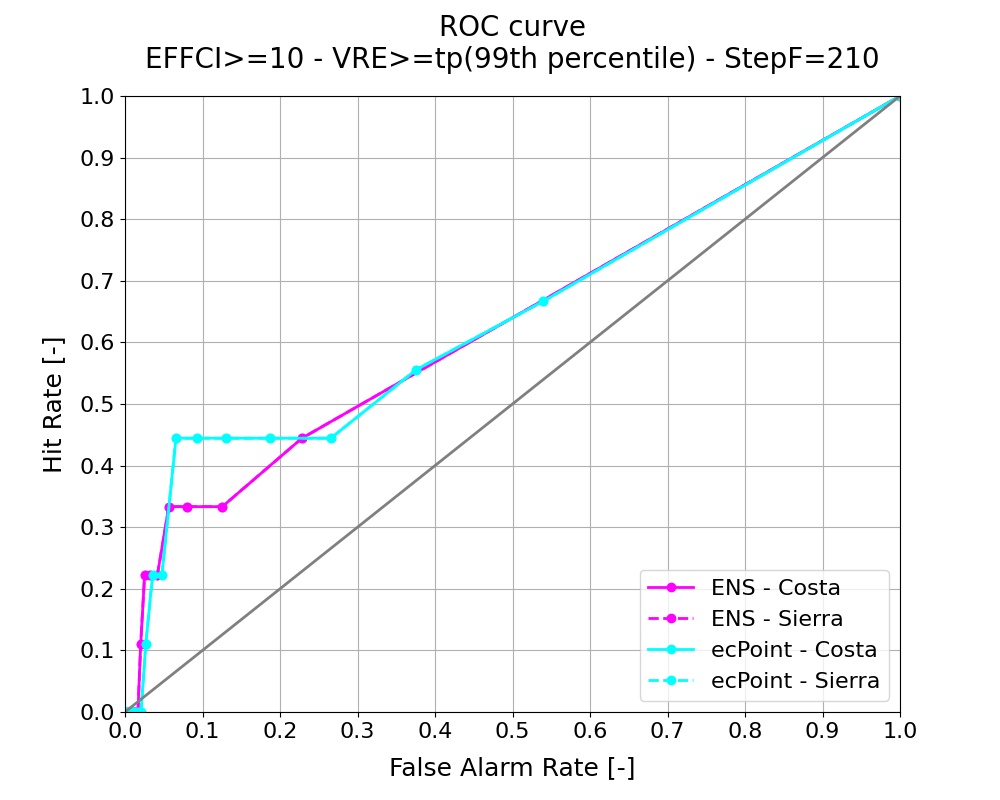 ROC curve
EFFCI>=10 - VRE>=tp(99th percentile) - StepF=210
1.0
0.9
0.8
0.7
0.6
0.5
0.4
0.3
0.2
0.1
0.0
Hit Rate [-]
ENS - Costa
ENS - Sierra
ecPoint - Costa
ecPoint - Sierra
0.0 0.1 0.2 0.3 0.4 0.5 0.6 0.7 0.8 0.9 1.0
False Alarm Rate [-]